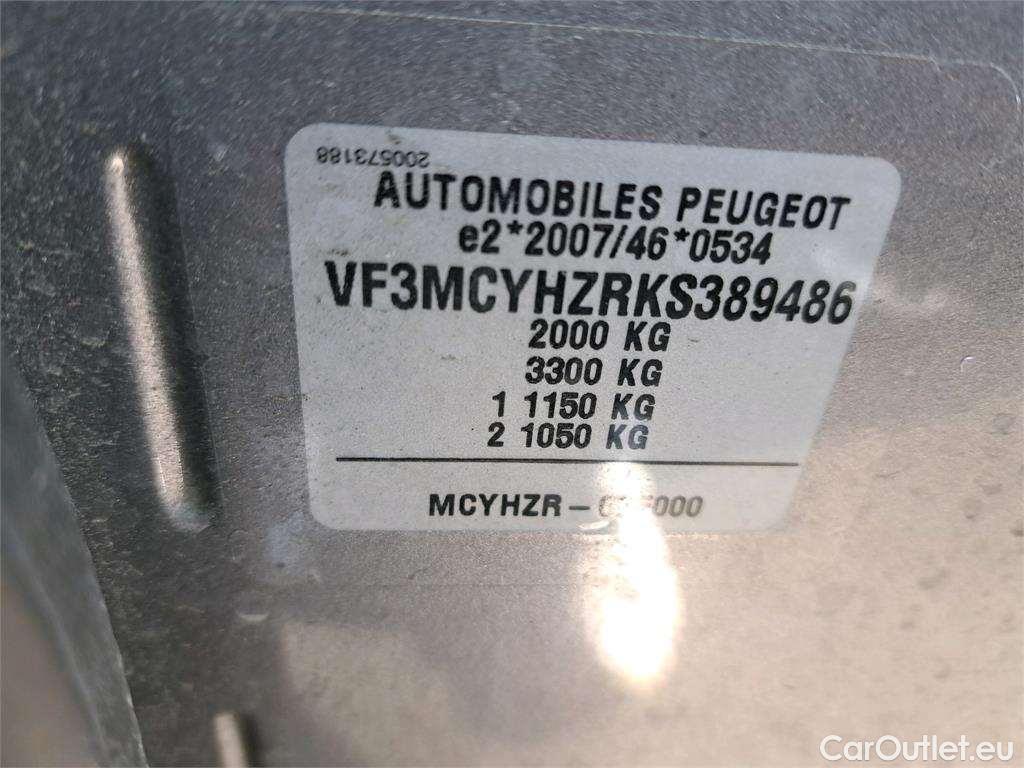 200573188
AUTOMOBILES PEUGEOT
e2*2007/46*0534
VF3MCYHZRKS389486
2000 KG
3300 KG
1 1150 KG
2 1050 KG
MCYHZR –
CarOutlet.eu